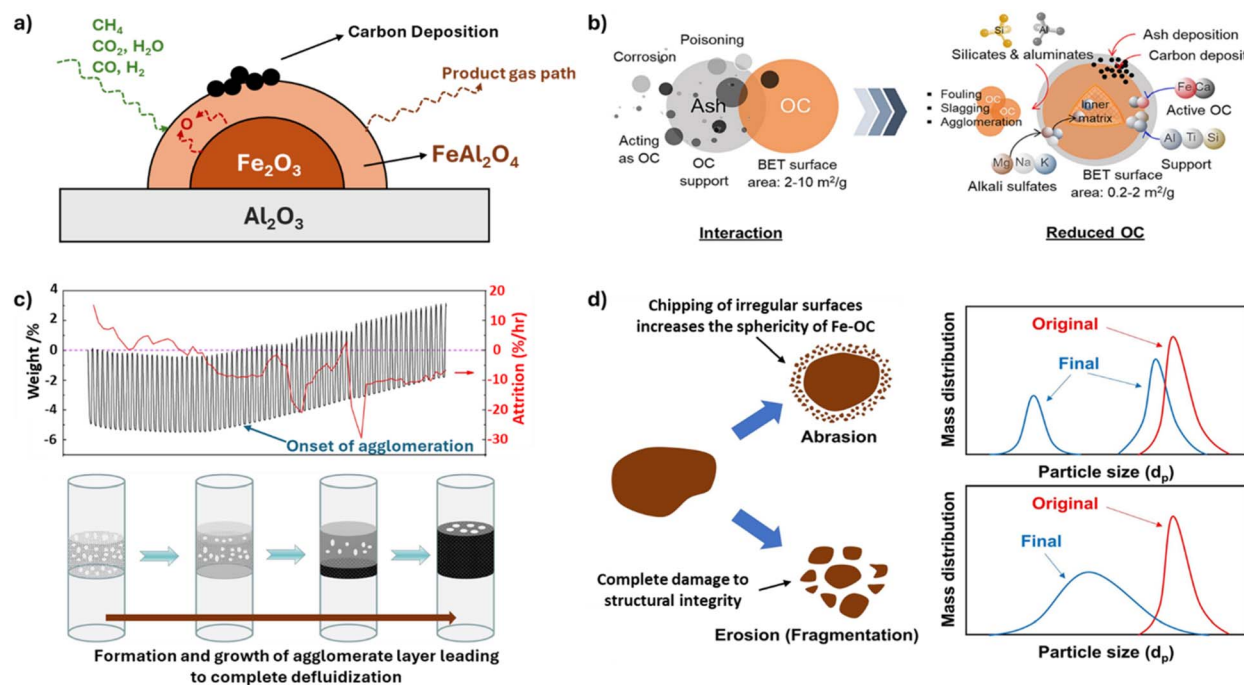 a)
CH₄
CO₂, H₂O
CO, H₂
Carbon Deposition
Product gas path
O
Fe₂O₃
FeAl₂O₄
Al₂O₃
b)
Poisoning
Corrosion
Ash
OC
Acting
as OC
OC
support
BET surface
area: 2-10 m²/g
Interaction
Si
Al
Silicates & aluminates
Ash deposition
Carbon deposit
Fouling
Slagging
Agglomeration
OC
OC
OC
Inner
matrix
Fe Ca
Active OC
Al Ti Si
Support
Mg Na K
Alkali sulfates
BET surface
area: 0.2-2 m²/g
Reduced OC
c)
Weight /%
4
2
0
-2
-4
-6
20
10
0
-10
-20
-30
Attrition (%/hr)
Onset of agglomeration
Formation and growth of agglomerate layer leading
to complete defluidization
d)
Chipping of irregular surfaces
increases the sphericity of Fe-OC
Abrasion
Complete damage to
structural integrity
Erosion (Fragmentation)
Mass distribution
Original
Final
Particle size (dₚ)
Mass distribution
Original
Final
Particle size (dₚ)